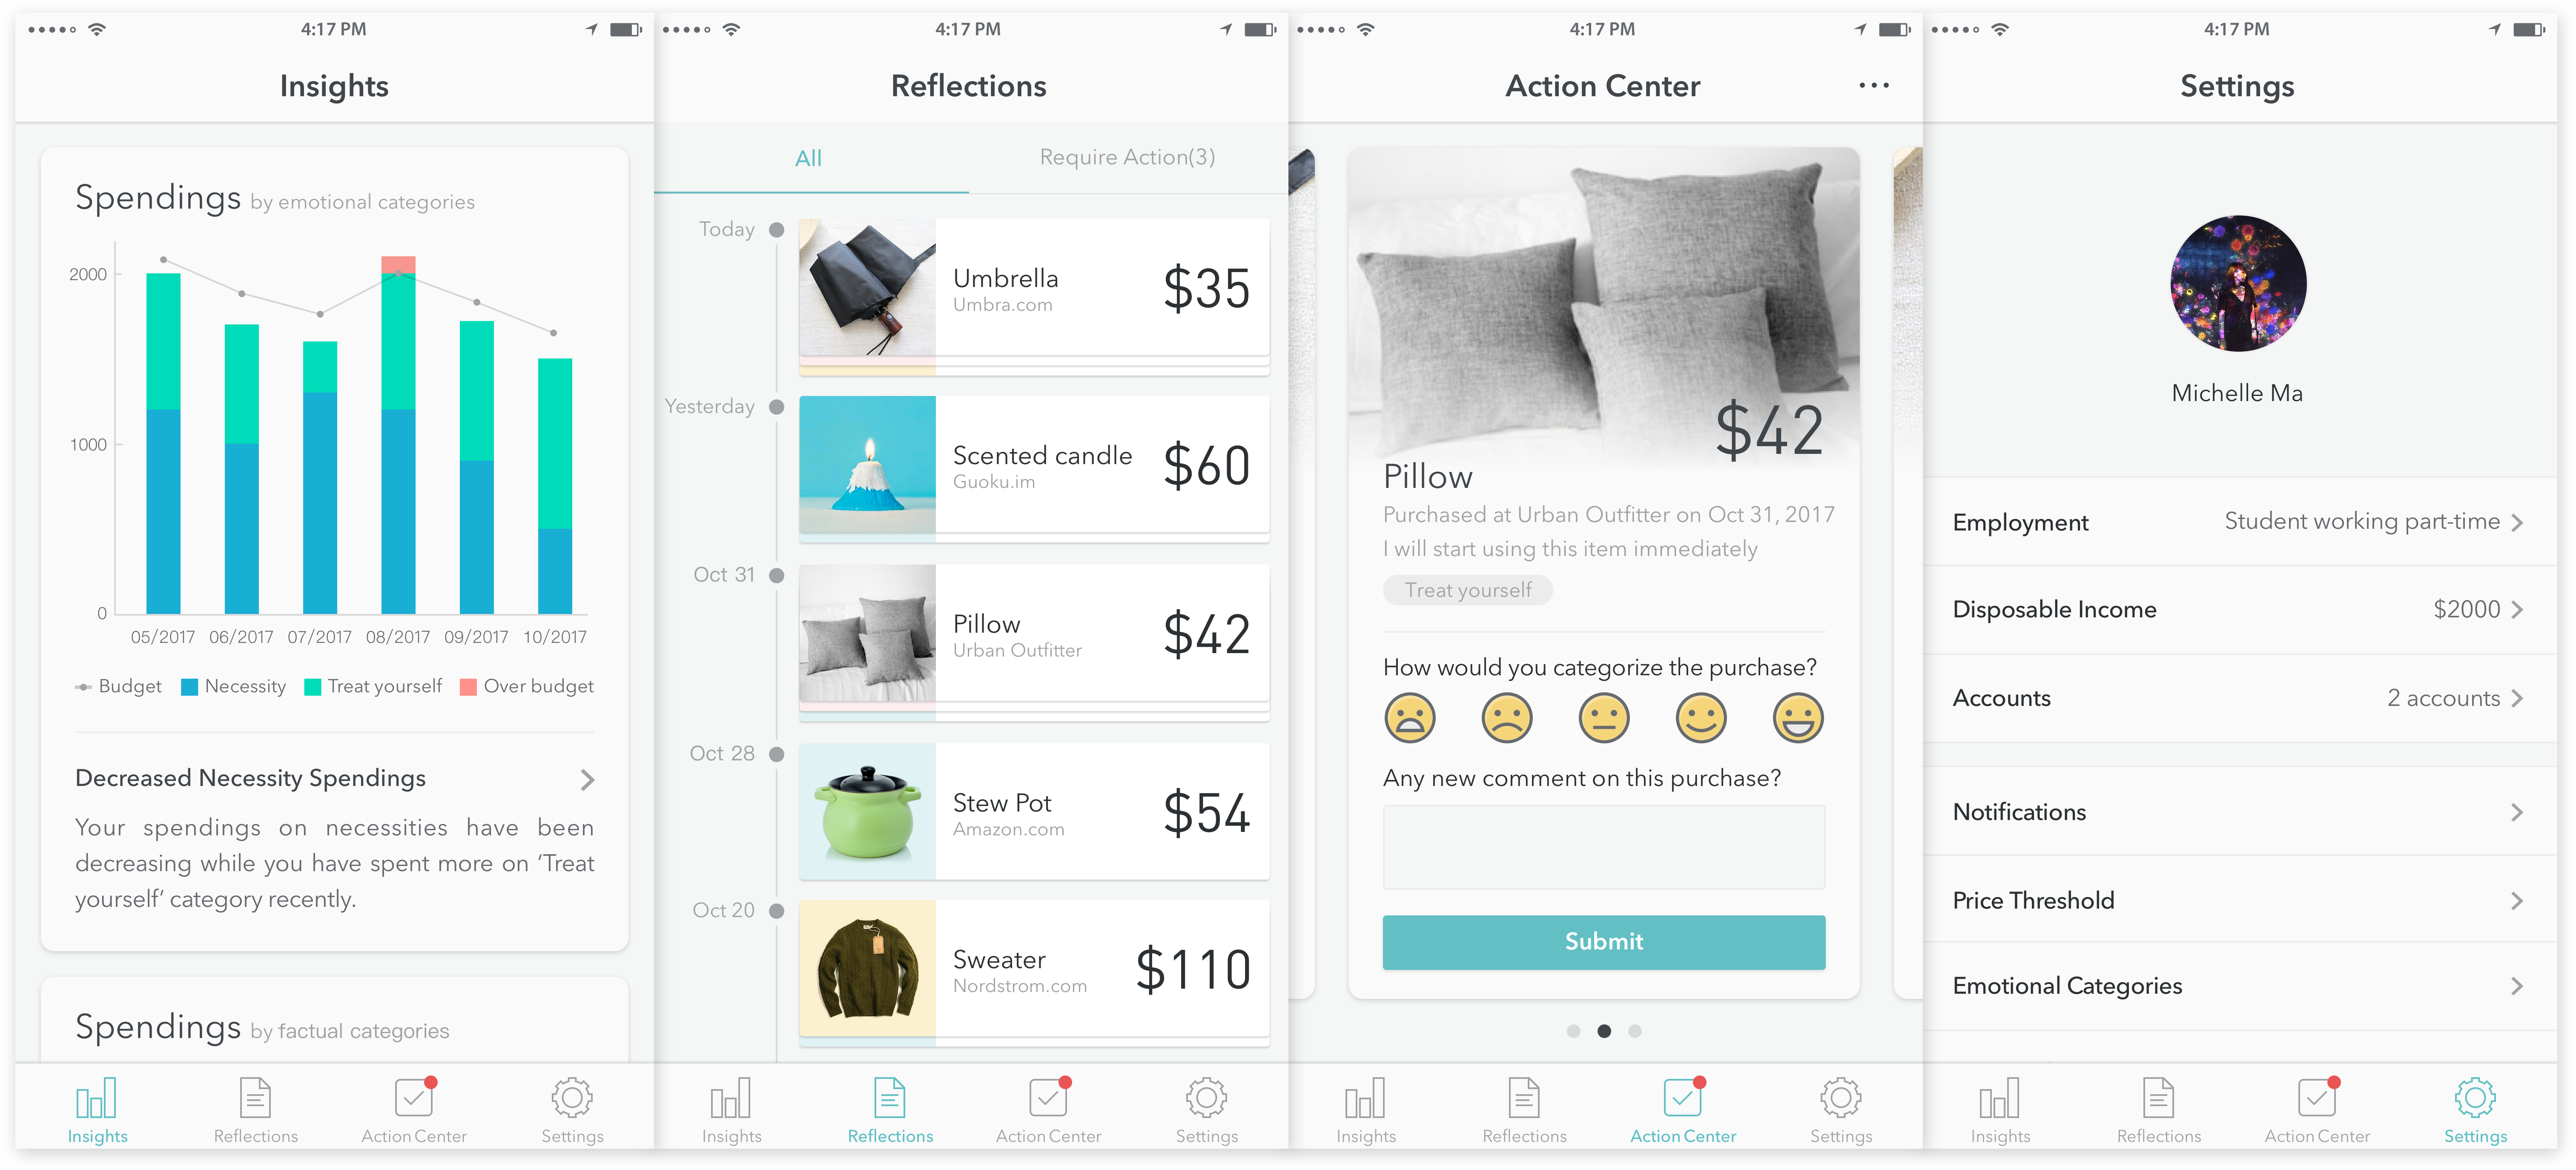 4:17 PM
Insights
Spendings by emotional categories
2000
1000
0
05/2017 06/2017 07/2017 08/2017 09/2017 10/2017
Budget Necessity Treat yourself Over budget
Decreased Necessity Spendings
Your spendings on necessities have been
decreasing while you have spent more on ‘Treat
yourself’ category recently.
Spendings by factual categories
Insights Reflections Action Center Settings
4:17 PM
Reflections
All Require Action(3)
Today
Umbrella
Umbra.com
$35
Yesterday
Scented candle
Guoku.im
$60
Oct 31
Pillow
Urban Outfitter
$42
Oct 28
Stew Pot
Amazon.com
$54
Oct 20
Sweater
Nordstrom.com
$110
Insights Reflections Action Center Settings
4:17 PM
Action Center
$42
Pillow
Purchased at Urban Outfitter on Oct 31, 2017
I will start using this item immediately
Treat yourself
How would you categorize the purchase?
Any new comment on this purchase?
Submit
Insights Reflections Action Center Settings
4:17 PM
Settings
Michelle Ma
Employment Student working part-time
Disposable Income $2000
Accounts 2 accounts
Notifications
Price Threshold
Emotional Categories
Insights Reflections Action Center Settings